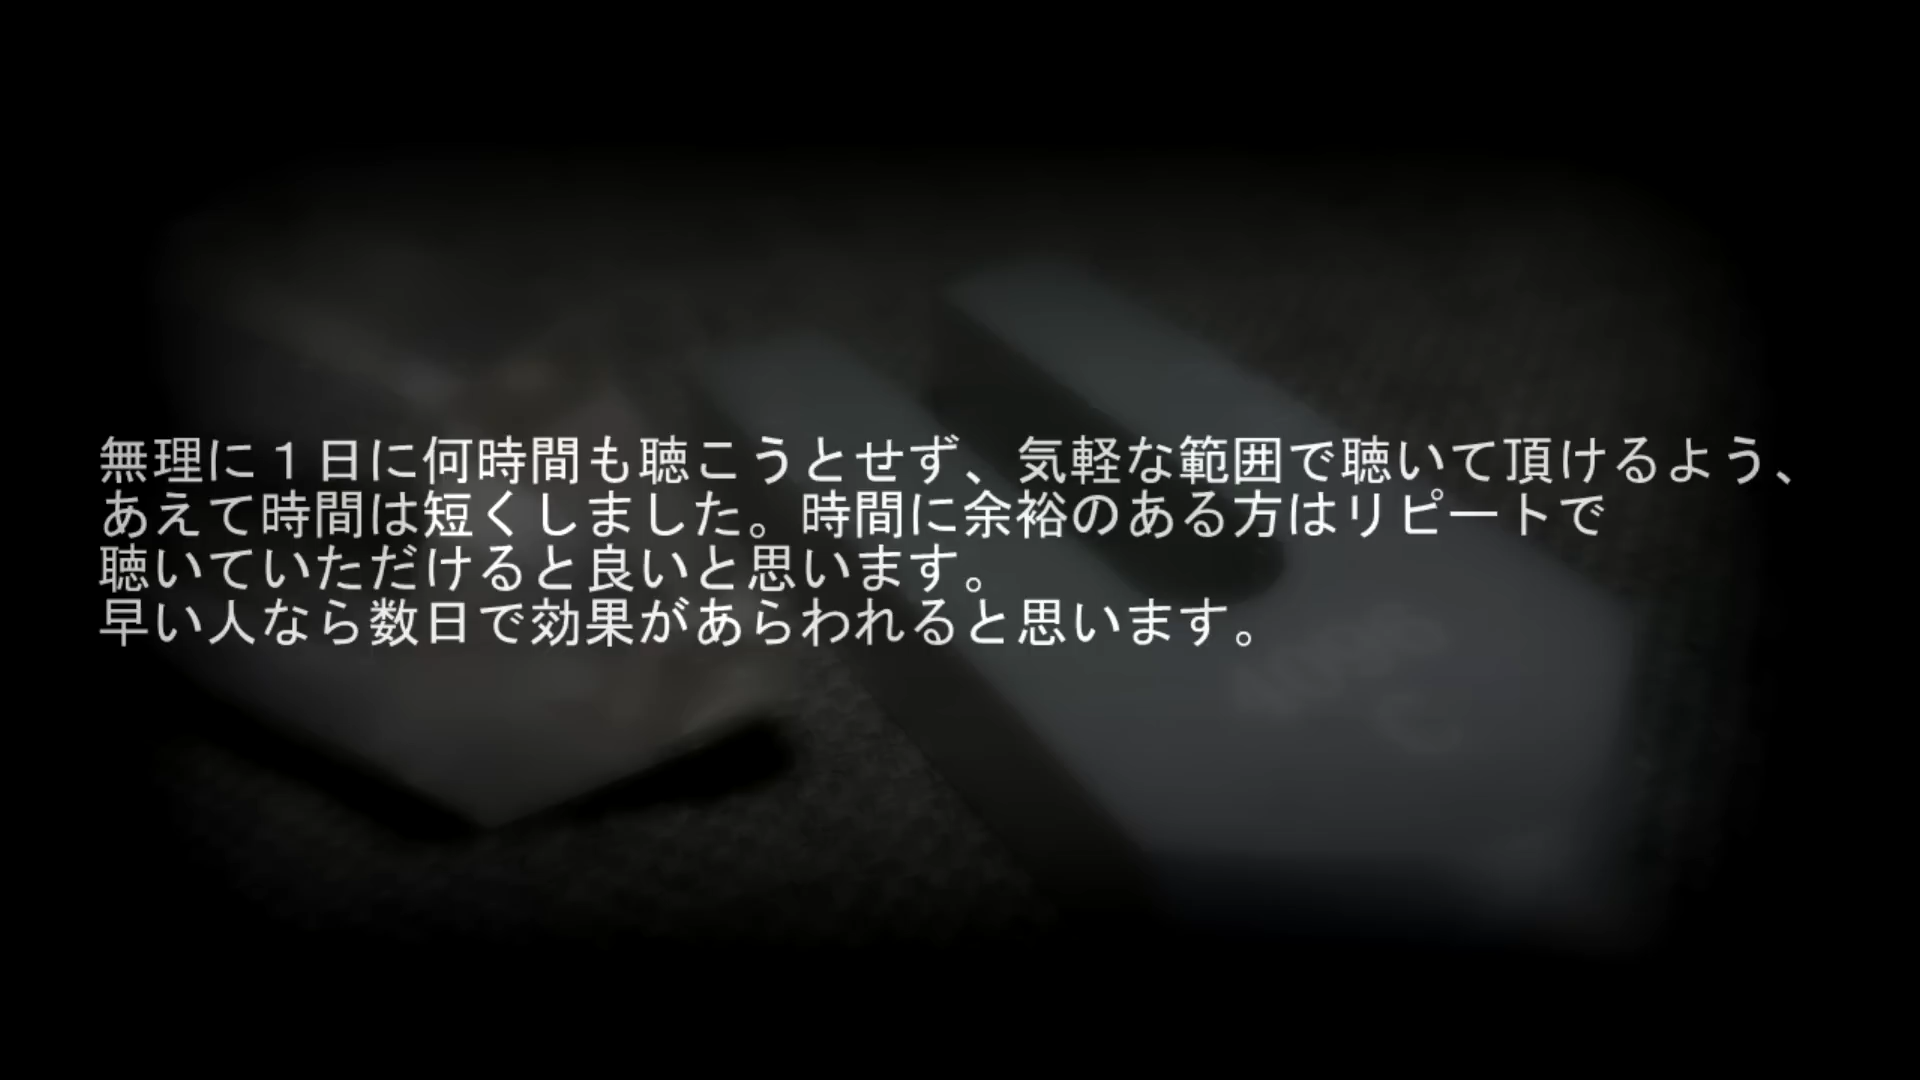 無理に１日に何時間も聴こうとせず、気軽な範囲で聴いて頂けるよう、
あえて時間は短くしました。時間に余裕のある方はリピートで
聴いていただけると良いと思います。
早い人なら数日で効果があらわれると思います。